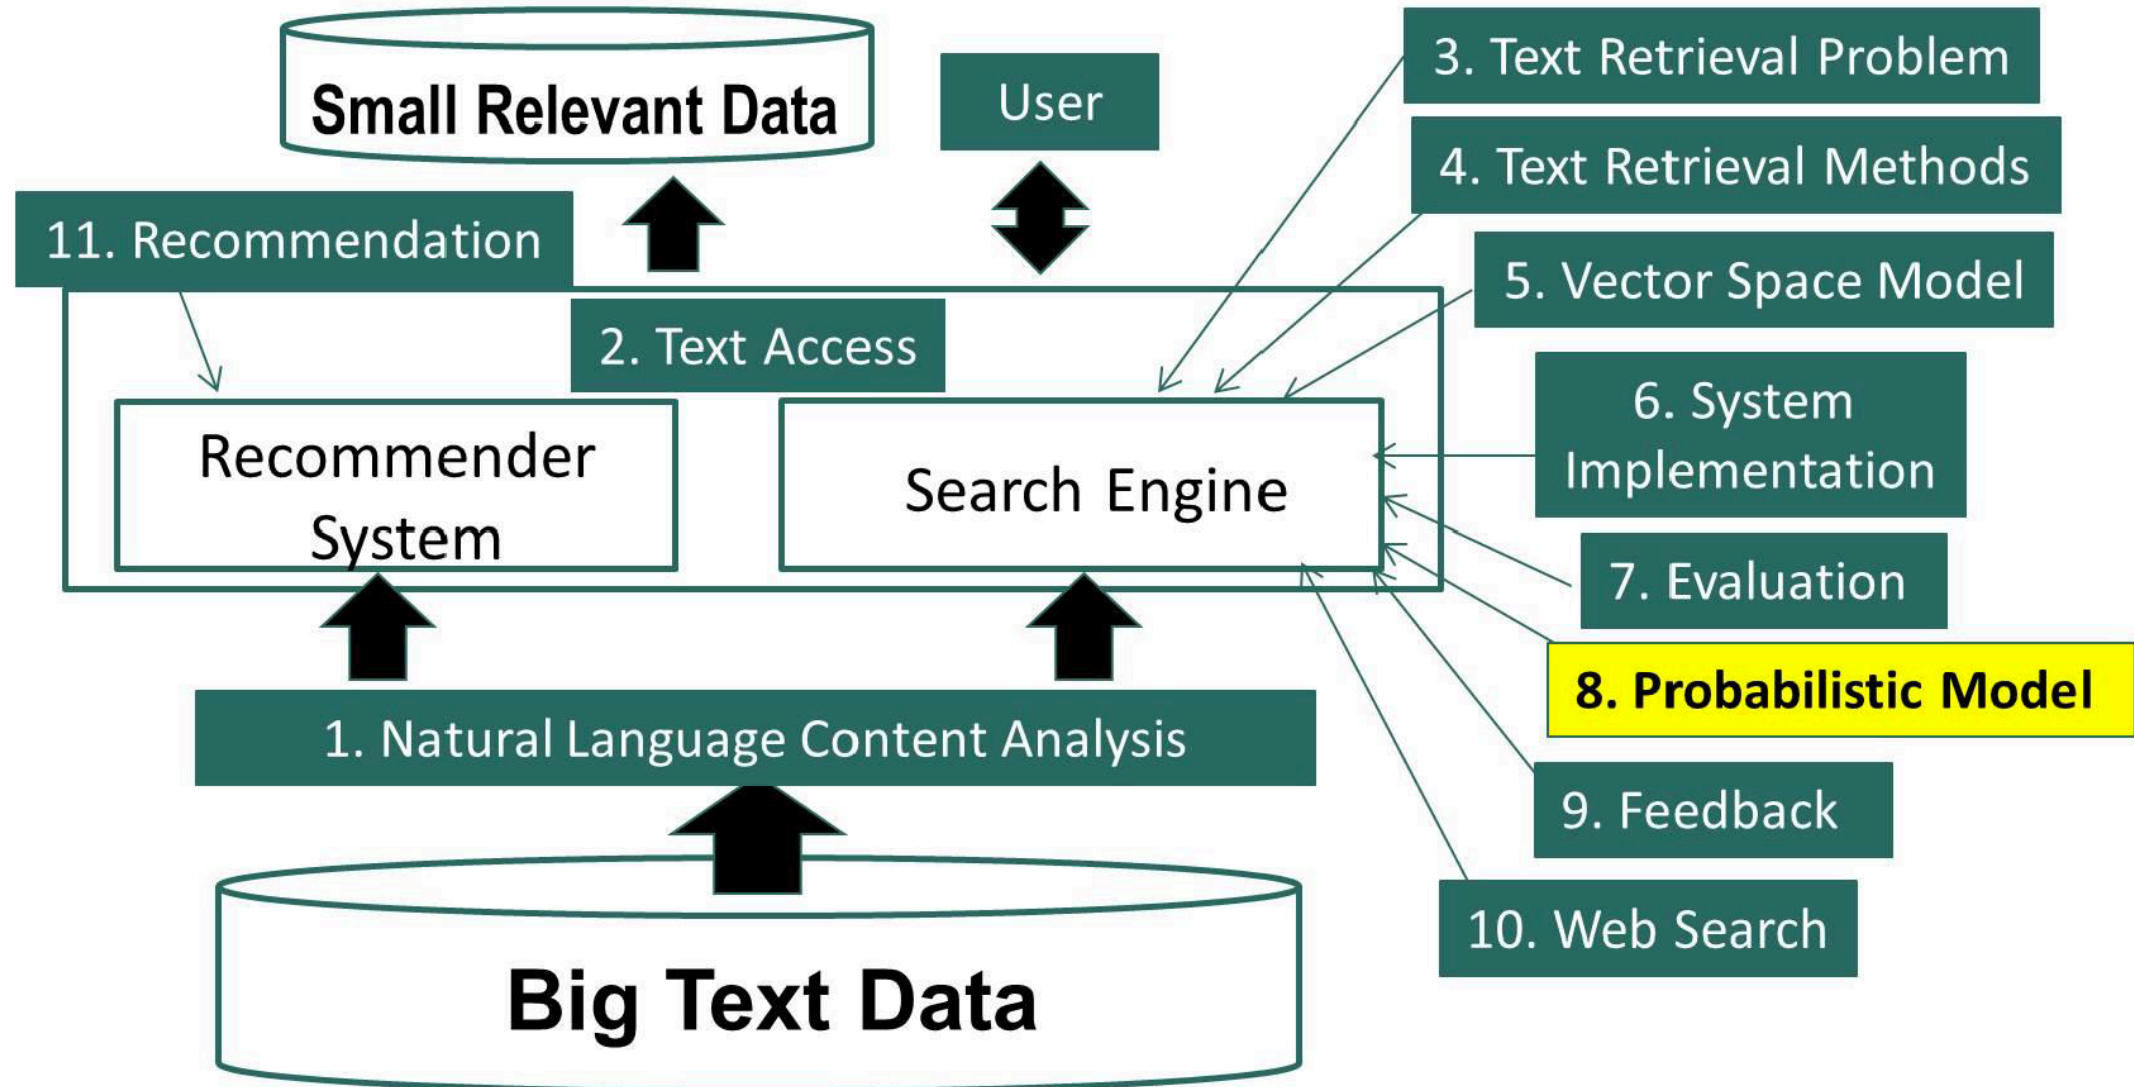 Small Relevant Data
User
3. Text Retrieval Problem
4. Text Retrieval Methods
11. Recommendation
5. Vector Space Model
2. Text Access
6. System
Implementation
Recommender
System
Search Engine
7. Evaluation
8. Probabilistic Model
1. Natural Language Content Analysis
9. Feedback
10. Web Search
Big Text Data